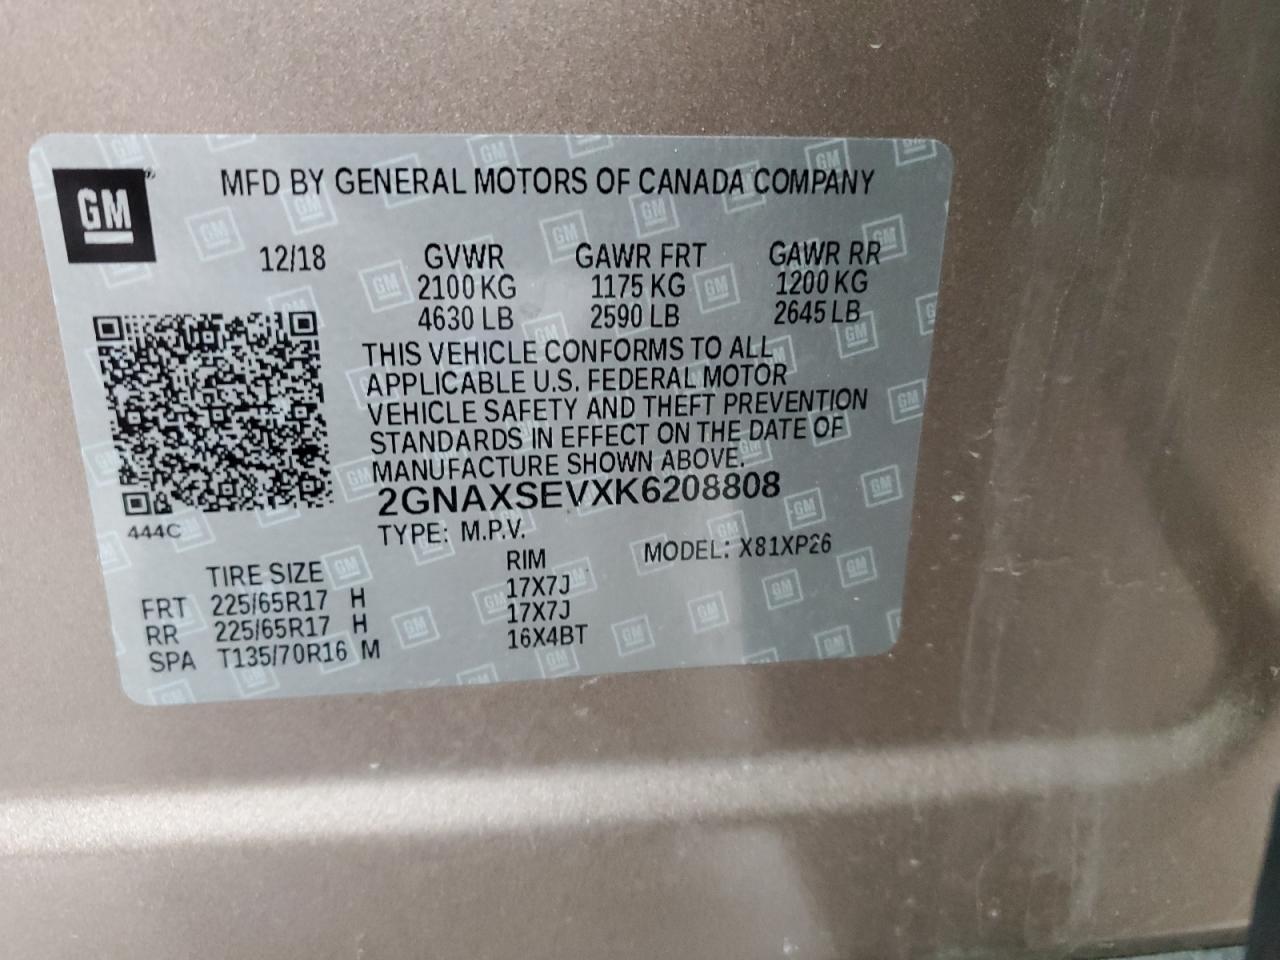 GM
MFD BY GENERAL MOTORS OF CANADA COMPANY
12/18 GVWR GAWR FRT GAWR RR
2100 KG 1175 KG 1200 KG
4630 LB 2590 LB 2645 LB
THIS VEHICLE CONFORMS TO ALL
APPLICABLE U.S. FEDERAL MOTOR
VEHICLE SAFETY AND THEFT PREVENTION
STANDARDS IN EFFECT ON THE DATE OF
MANUFACTURE SHOWN ABOVE.
2GNAXSEVXK6208808
444C
TYPE: M.P.V.
MODEL: X81XP26
TIRE SIZE RIM
FRT 225/65R17 H 17X7J
RR 225/65R17 H 17X7J
SPA T135/70R16 M 16X4BT